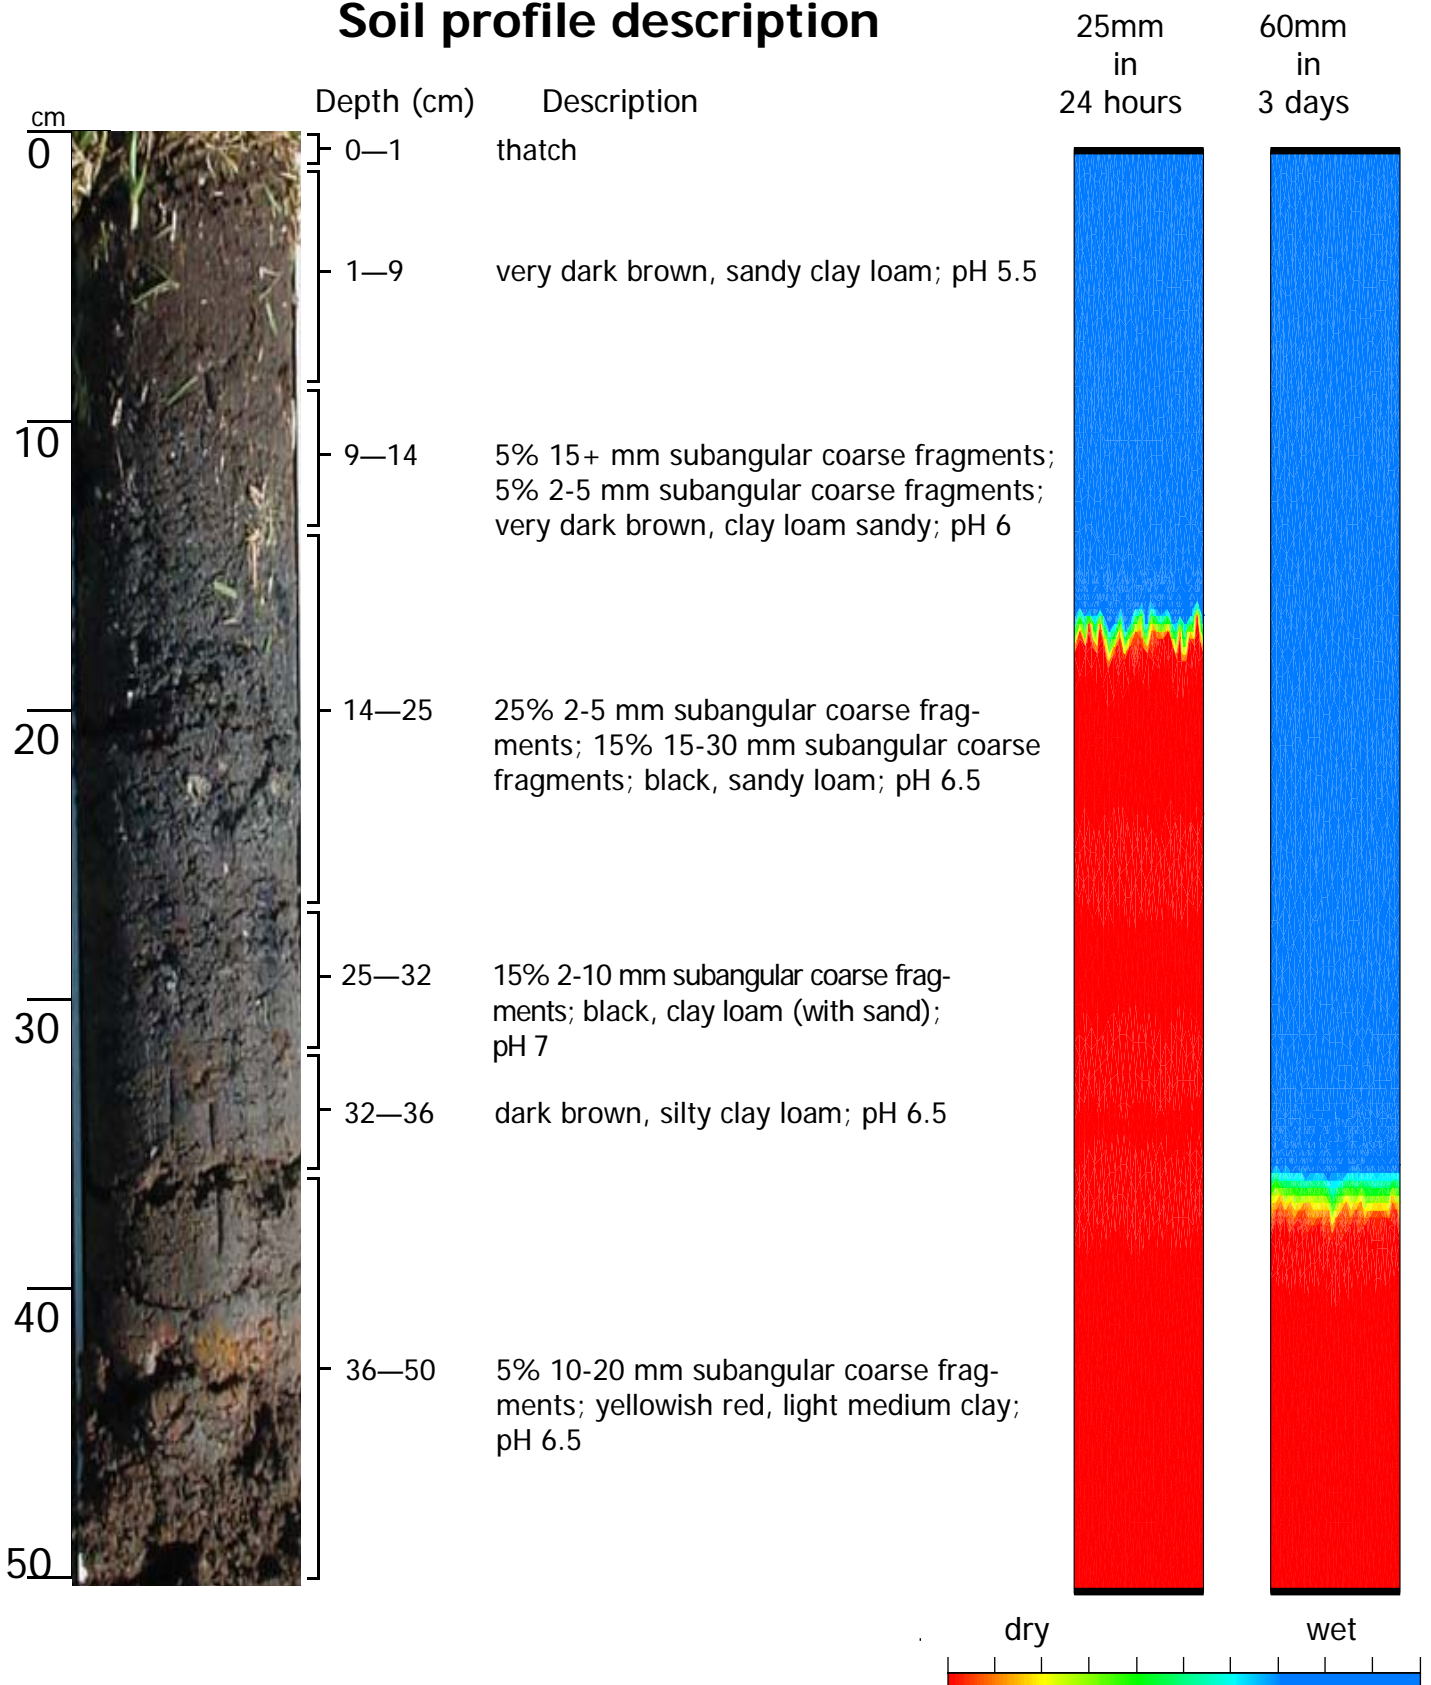 Soil profile description
25mm
in
24 hours
60mm
in
3 days
Depth (cm) Description
cm
0
10
20
30
40
50
0—1 thatch
1—9 very dark brown, sandy clay loam; pH 5.5
9—14 5% 15+ mm subangular coarse fragments;
5% 2-5 mm subangular coarse fragments;
very dark brown, clay loam sandy; pH 6
14—25 25% 2-5 mm subangular coarse frag-
ments; 15% 15-30 mm subangular coarse
fragments; black, sandy loam; pH 6.5
25—32 15% 2-10 mm subangular coarse frag-
ments; black, clay loam (with sand);
pH 7
32—36 dark brown, silty clay loam; pH 6.5
36—50 5% 10-20 mm subangular coarse frag-
ments; yellowish red, light medium clay;
pH 6.5
dry wet